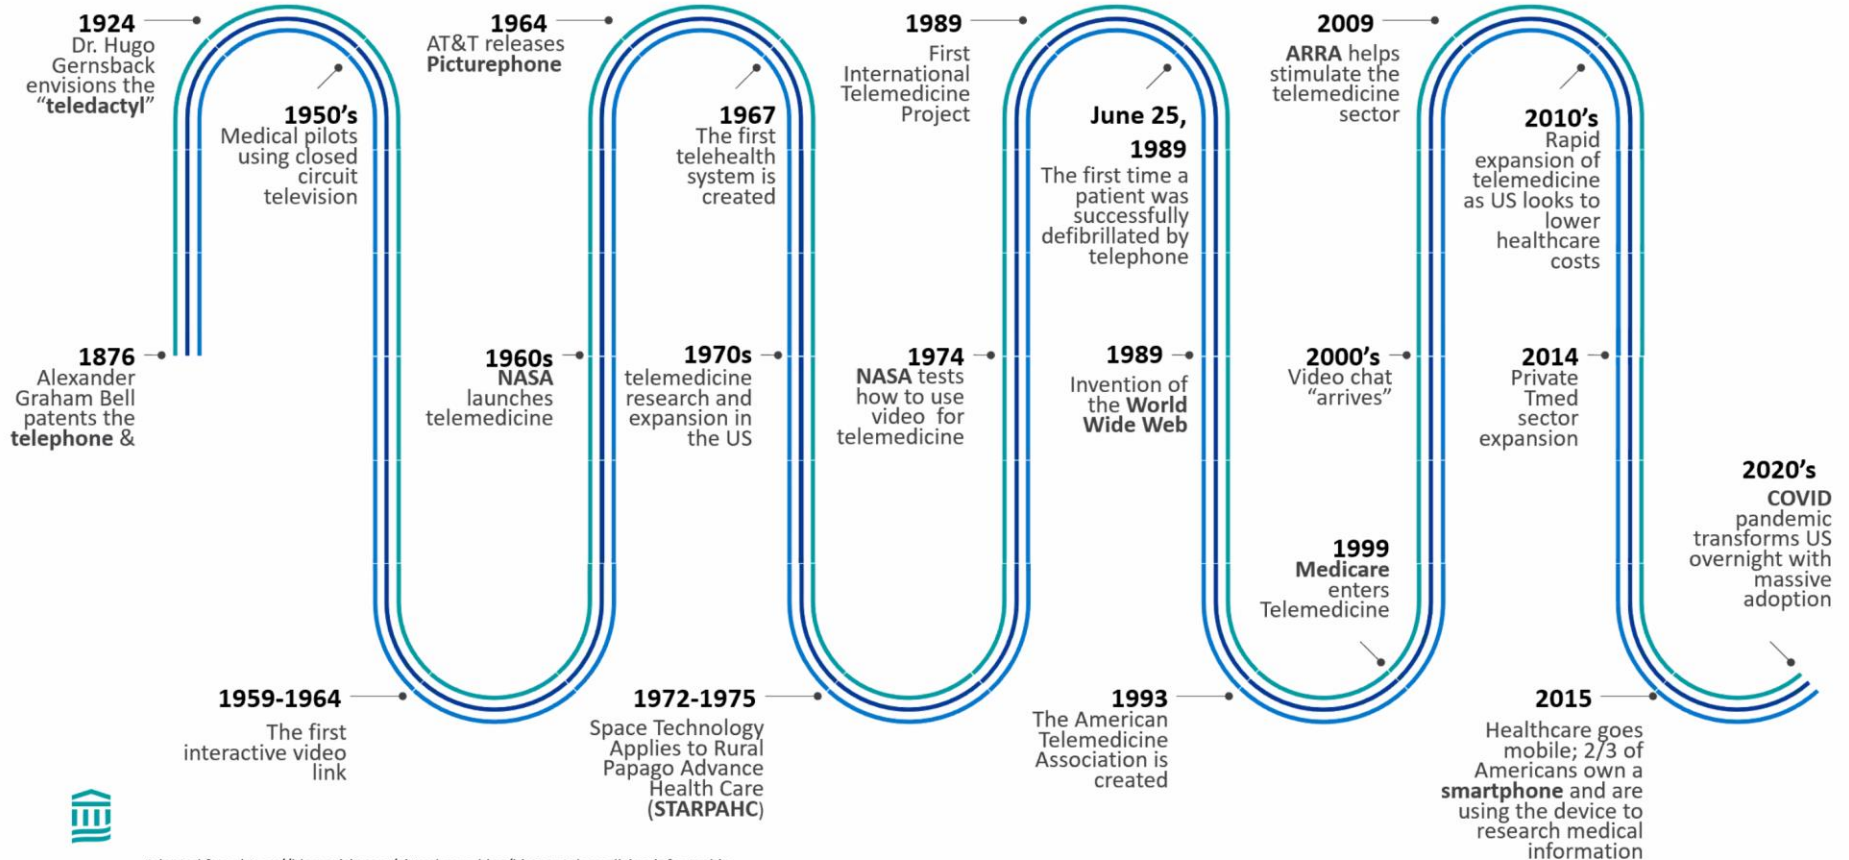 1876
Alexander
Graham Bell
patents the
telephone &
1924
Dr. Hugo
Gernsback
envisions the
“teledactyl”
1950’s
Medical pilots
using closed
circuit
television
1959-1964
The first
interactive video
link
1960s
NASA
launches
telemedicine
1964
AT&T releases
Picturephone
1967
The first
telehealth
system is
created
1970s
telemedicine
research and
expansion in
the US
1972-1975
Space Technology
Applies to Rural
Papago Advance
Health Care
(STARPAHC)
1974
NASA tests
how to use
video for
telemedicine
1989
First
International
Telemedicine
Project
June 25,
1989
The first time a
patient was
successfully
defibrillated by
telephone
1989
Invention of
the World
Wide Web
1993
The American
Telemedicine
Association is
created
1999
Medicare
enters
Telemedicine
2000’s
Video chat
“arrives”
2009
ARRA helps
stimulate the
telemedicine
sector
2010’s
Rapid
expansion of
telemedicine
as US looks to
lower
healthcare
costs
2014
Private
Tmed
sector
expansion
2015
Healthcare goes
mobile; 2/3 of
Americans own a
smartphone and are
using the device to
research medical
information
2020’s
COVID
pandemic
transforms US
overnight with
massive
adoption